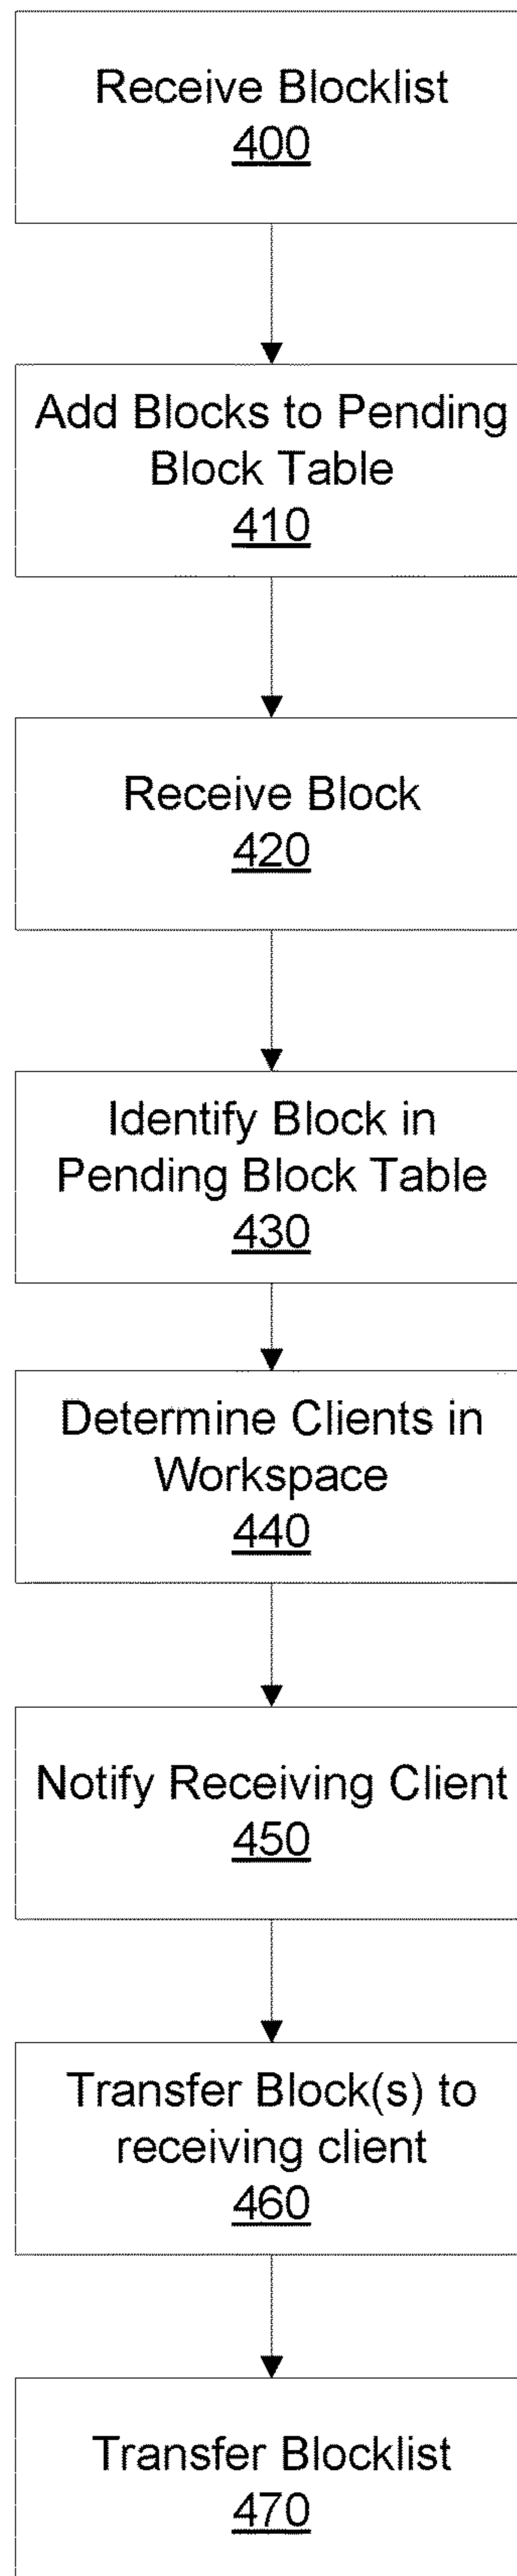 Receive Blocklist
400
Add Blocks to Pending
Block Table
410
Receive Block
420
Identify Block in
Pending Block Table
430
Determine Clients in
Workspace
440
Notify Receiving Client
450
Transfer Block(s) to
receiving client
460
Transfer Blocklist
470